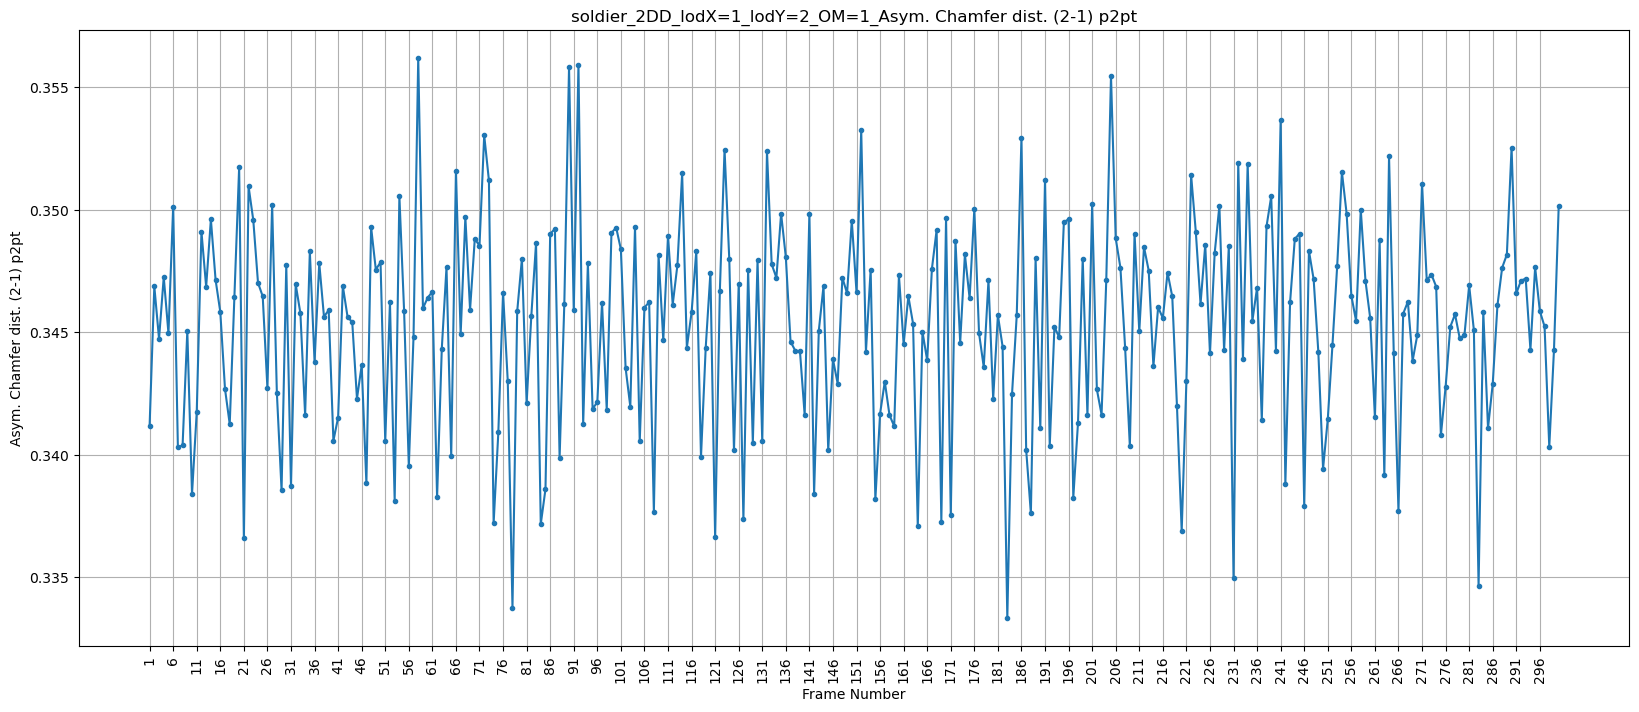 soldier_2DD_lodX=1_lodY=2_OM=1_Asym. Chamfer dist. (2-1) p2pt
Asym. Chamfer dist. (2-1) p2pt
0.355
0.350
0.345
0.340
0.335
1 6 11 16 21 26 31 36 41 46 51 56 61 66 71 76 81 86 91 96 101 106 111 116 121 126 131 136 141 146 151 156 161 166 171 176 181 186 191 196 201 206 211 216 221 226 231 236 241 246 251 256 261 266 271 276 281 286 291 296
Frame Number